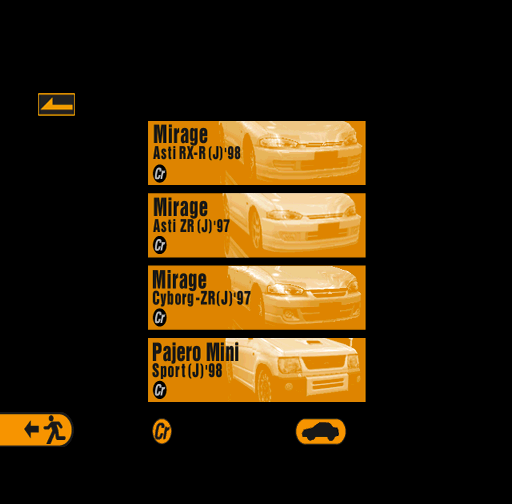 Mirage
Asti RX-R (J)'98
Cr
Mirage
Asti ZR (J)'97
Cr
Mirage
Cyborg-ZR(J)'97
Cr
Pajero Mini
Sport (J)'98
Cr
Cr